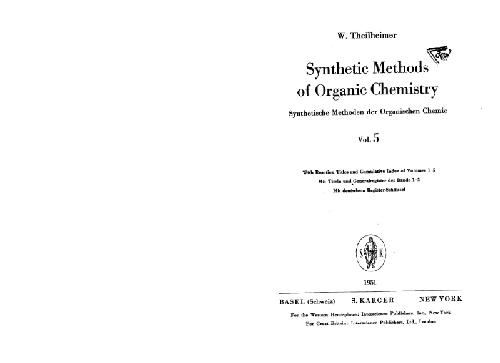 W. Theilheimer
Synthetic Methods
of Organic Chemistry
Synthetische Methoden der Organischen Chemie
Vol. 5
With Reaction Titles and Cumulative Index of Volumes 1-5
Mit Titeln und Generalregister der Bände 1-5
Mit deutschem Register-Schlüssel
S K
1951
BASEL (Schweiz) S. KARGER NEW YORK
For the Western Hemisphere: Interscience Publishers, Inc., New York
For Great Britain: Interscience Publishers, Ltd., London